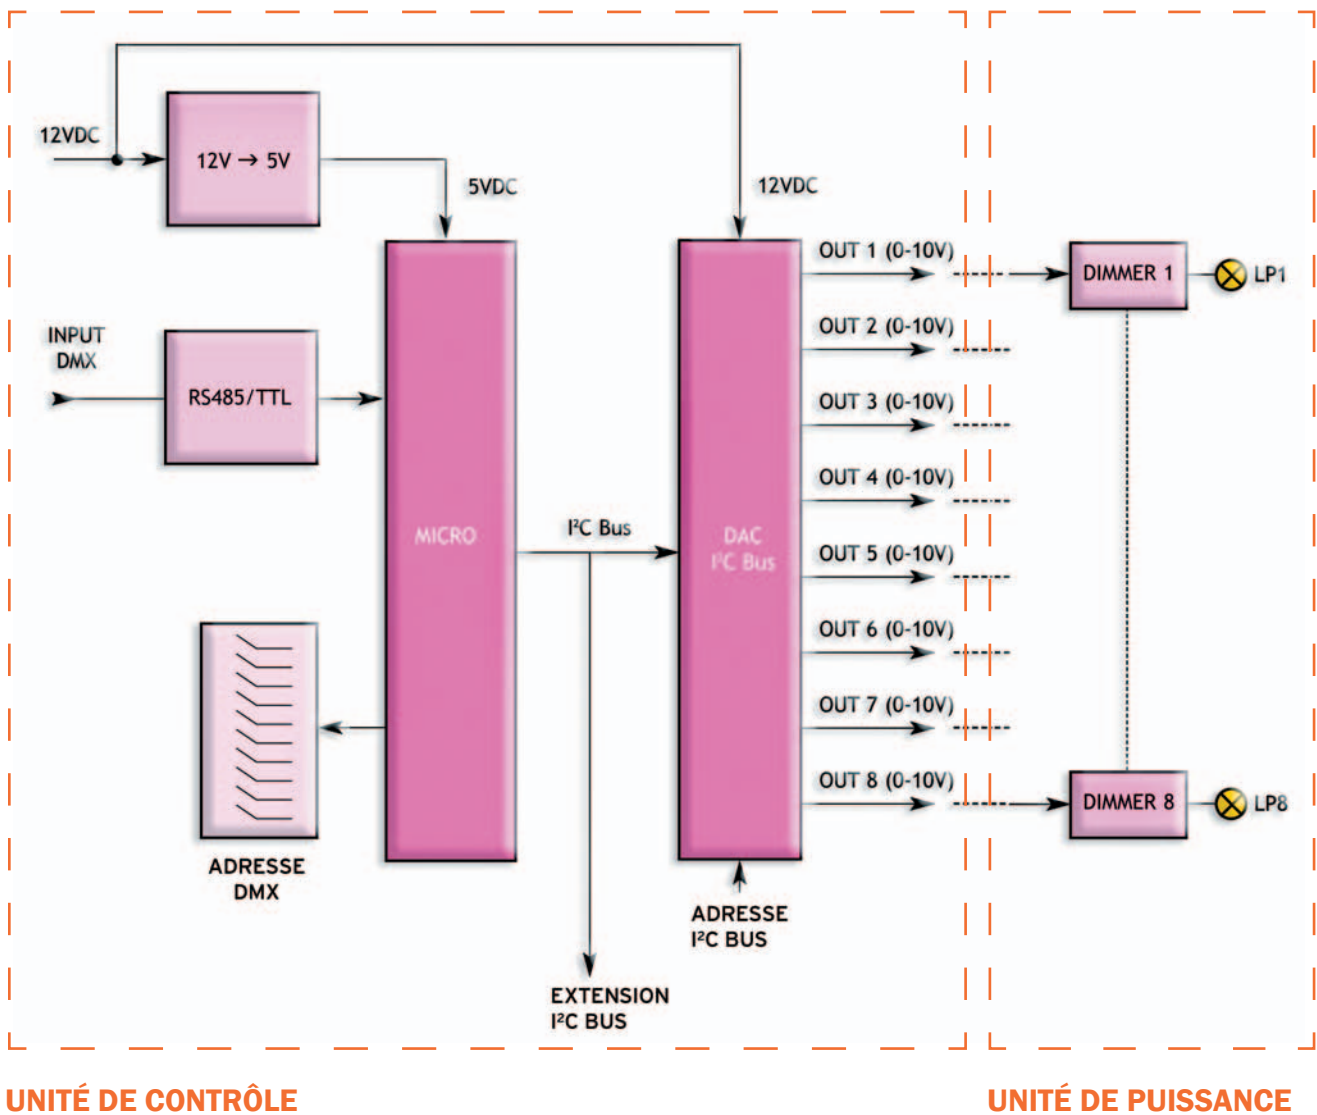 12VDC
12V → 5V
5VDC
12VDC
INPUT
DMX
RS485/TTL
MICRO
I²C Bus
DAC
I²C Bus
OUT 1 (0-10V)
OUT 2 (0-10V)
OUT 3 (0-10V)
OUT 4 (0-10V)
OUT 5 (0-10V)
OUT 6 (0-10V)
OUT 7 (0-10V)
OUT 8 (0-10V)
DIMMER 1
LP1
DIMMER 8
LP8
ADRESSE
DMX
ADRESSE
I²C BUS
EXTENSION
I²C BUS
UNITÉ DE CONTRÔLE
UNITÉ DE PUISSANCE